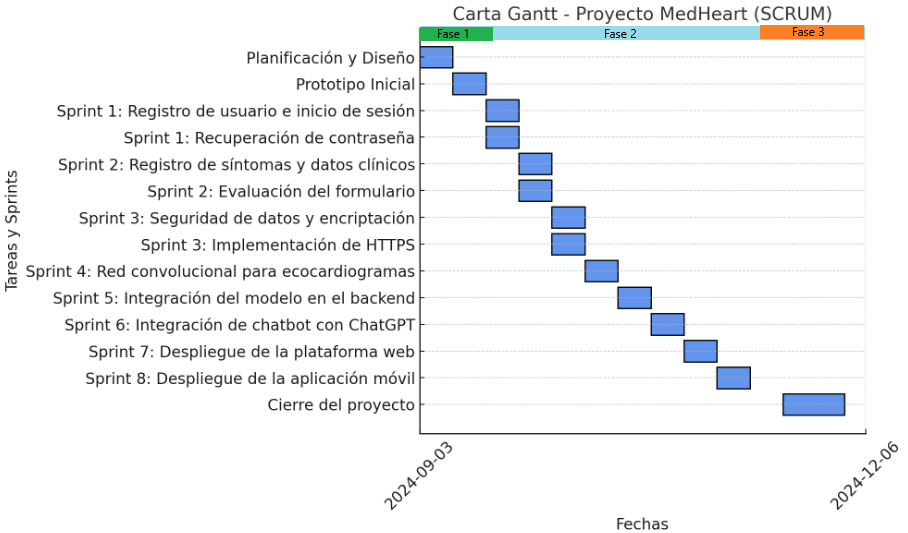 Carta Gantt - Proyecto MedHeart (SCRUM)
Fase 1 Fase 2 Fase 3
Planificación y Diseño
Prototipo Inicial
Sprint 1: Registro de usuario e inicio de sesión
Sprint 1: Recuperación de contraseña
Sprint 2: Registro de síntomas y datos clínicos
Sprint 2: Evaluación del formulario
Sprint 3: Seguridad de datos y encriptación
Sprint 3: Implementación de HTTPS
Sprint 4: Red convolucional para ecocardiogramas
Sprint 5: Integración del modelo en el backend
Sprint 6: Integración de chatbot con ChatGPT
Sprint 7: Despliegue de la plataforma web
Sprint 8: Despliegue de la aplicación móvil
Cierre del proyecto
Tareas y Sprints
2024-09-03
2024-12-06
Fechas